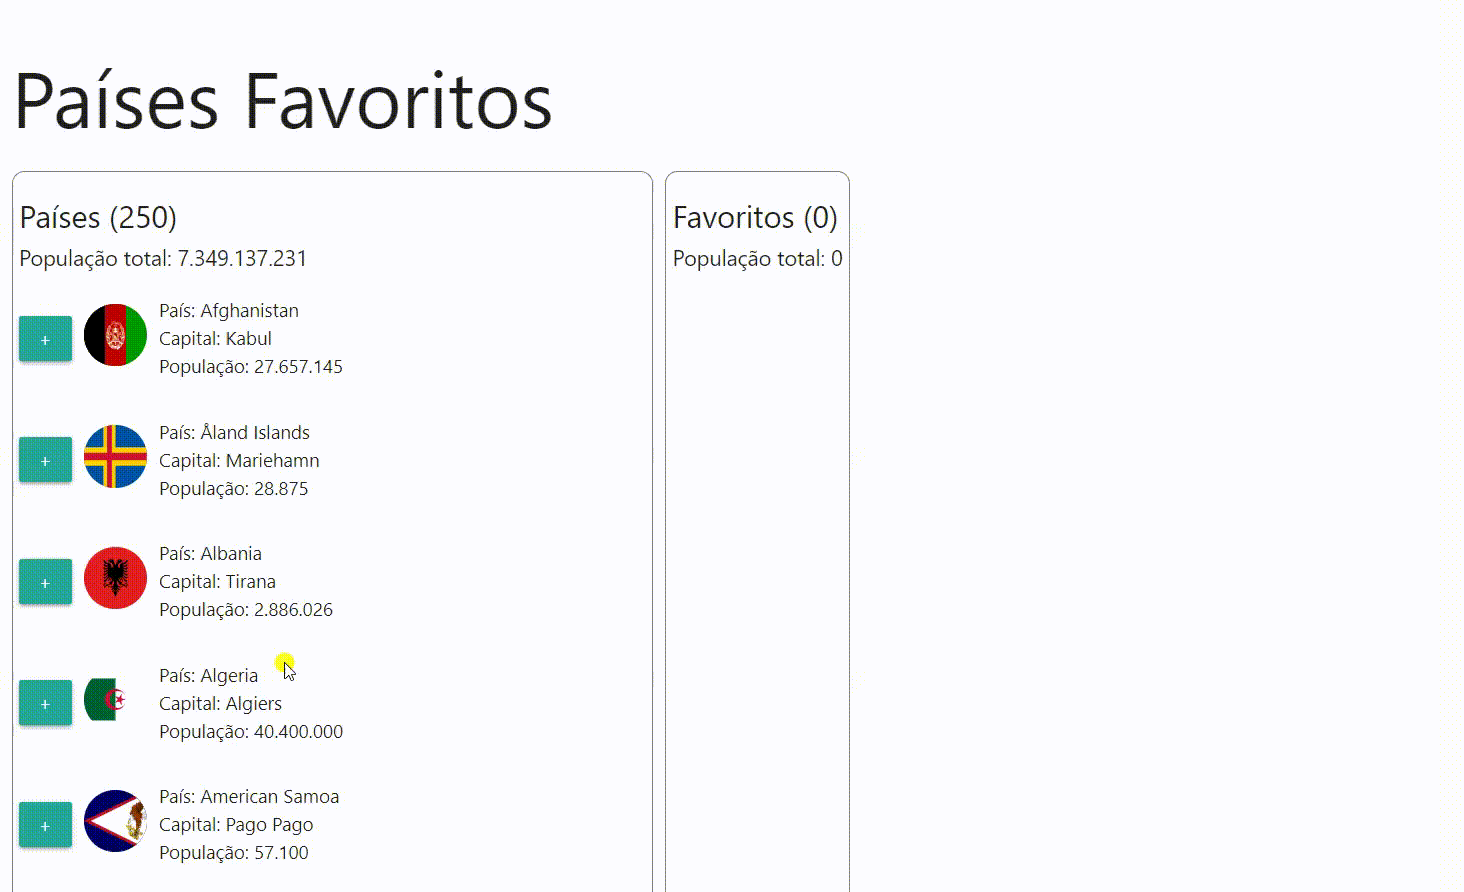 Países Favoritos
Países (250)
População total: 7.349.137.231
+
País: Afghanistan
Capital: Kabul
População: 27.657.145
+
País: Åland Islands
Capital: Mariehamn
População: 28.875
+
País: Albania
Capital: Tirana
População: 2.886.026
+
País: Algeria
Capital: Algiers
População: 40.400.000
+
País: American Samoa
Capital: Pago Pago
População: 57.100
Favoritos (0)
População total: 0